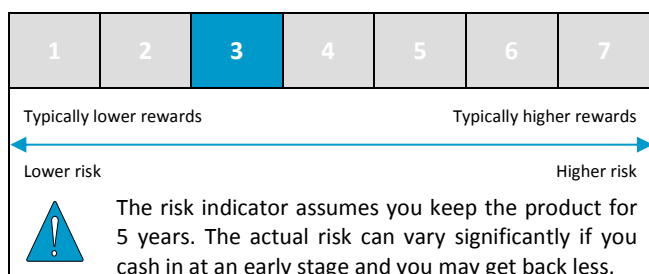 1 2 3 4 5 6 7
Typically lower rewards Typically higher rewards
Lower risk Higher risk
The risk indicator assumes you keep the product for
5 years. The actual risk can vary significantly if you
cash in at an early stage and you may get back less.